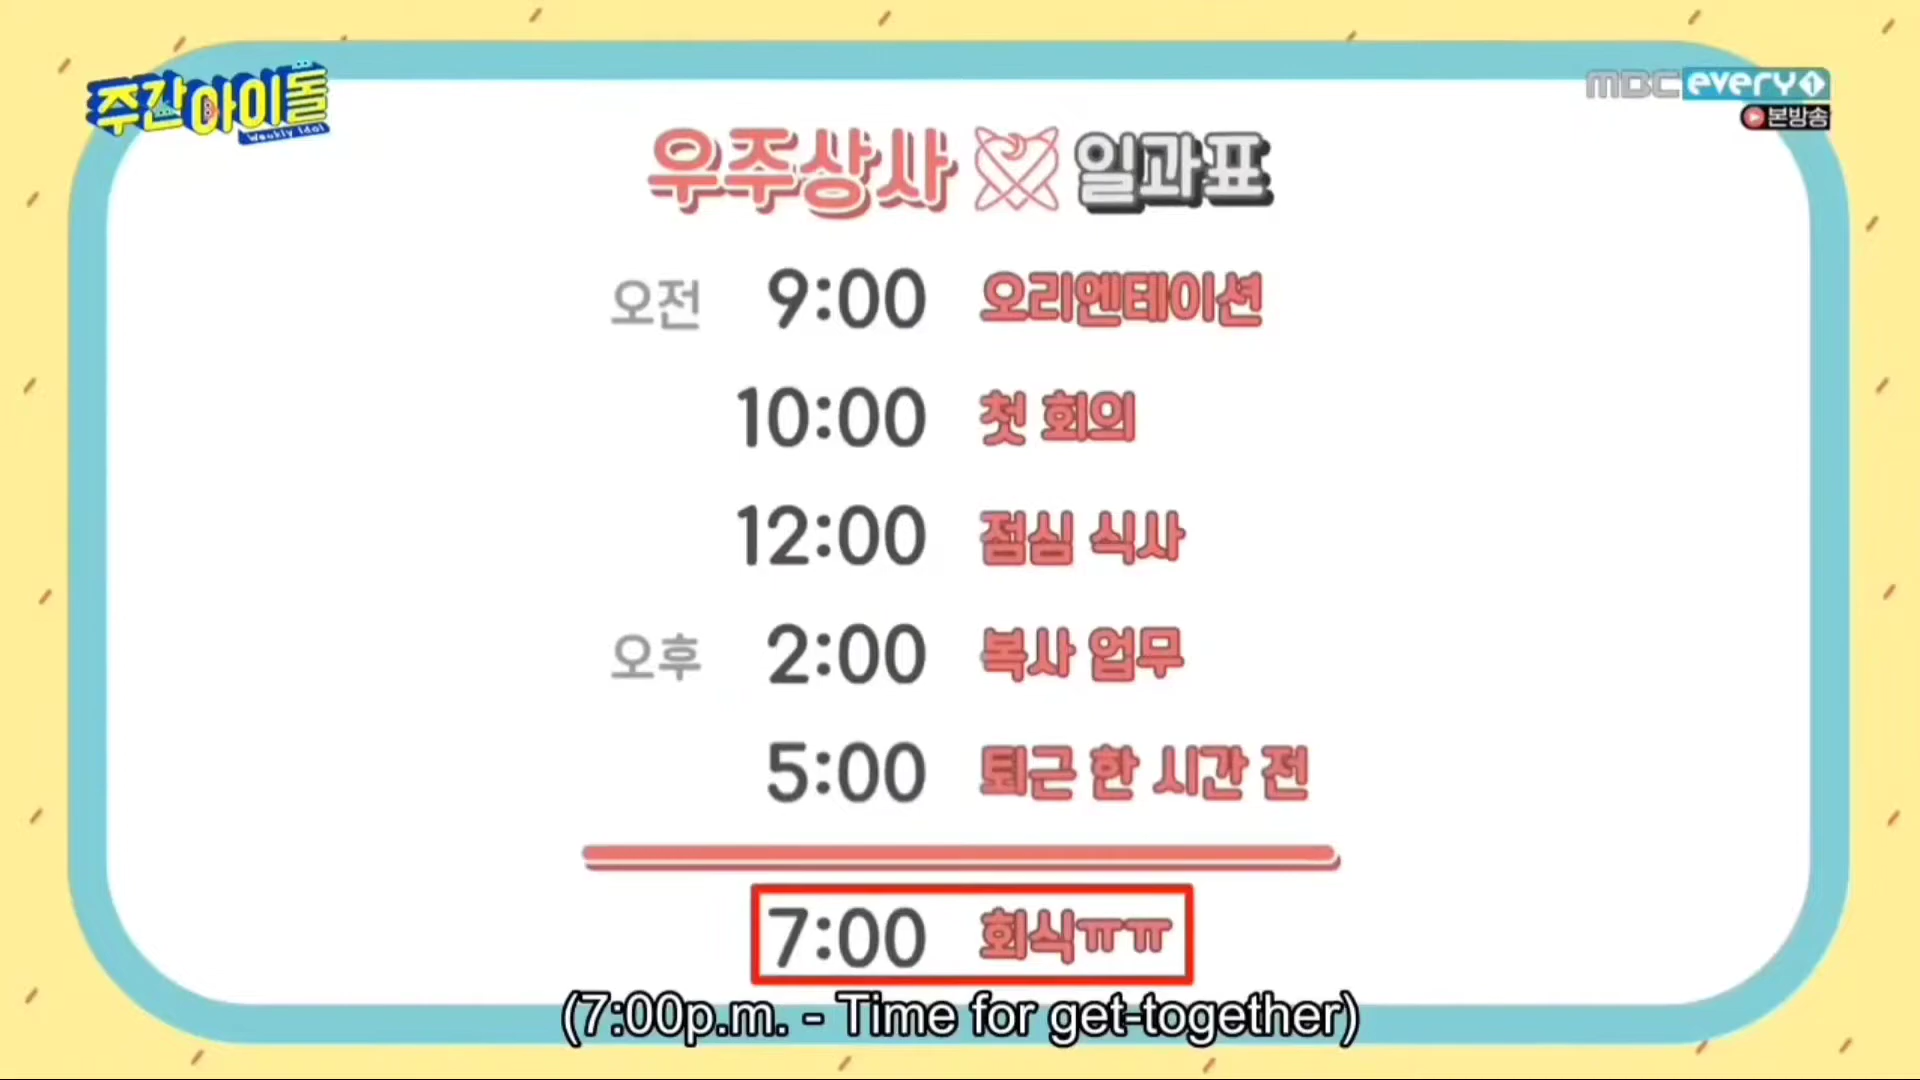 주간아이돌
Weekly Idol
MBC every1
본방송
우주상사 일과표
오전 9:00 오리엔테이션
10:00 첫 회의
12:00 점심 식사
오후 2:00 복사 업무
5:00 퇴근 한 시간 전
7:00 회식ㅠㅠ
(7:00p.m. - Time for get-together)